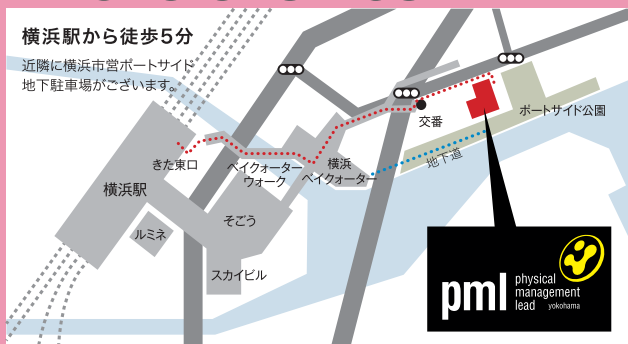 横浜駅から徒歩5分
近隣に横浜市営ポートサイド
地下駐車場がございます。
交番
ポートサイド公園
きた東口
ベイクォーター
ウォーク
横浜
ベイクォーター
地下道
横浜駅
そごう
ルミネ
スカイビル
pml
physical
management
lead yokohama